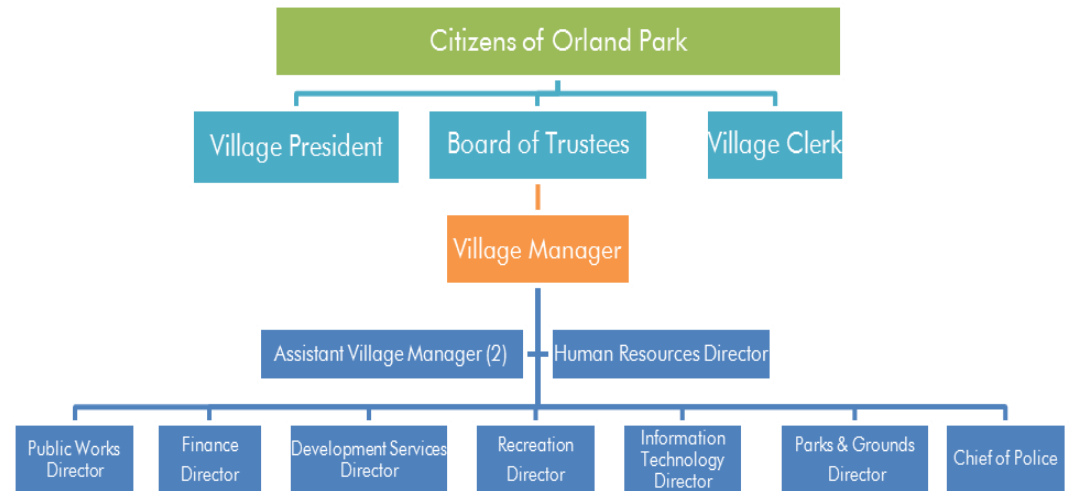 Citizens of Orland Park
Village President
Board of Trustees
Village Clerk
Village Manager
Assistant Village Manager (2)
Human Resources Director
Public Works
Director
Finance
Director
Development Services
Director
Recreation
Director
Information
Technology
Director
Parks & Grounds
Director
Chief of Police